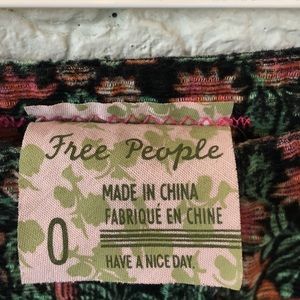 Free People
MADE IN CHINA
FABRIQUÉ EN CHINE
0
HAVE A NICE DAY.